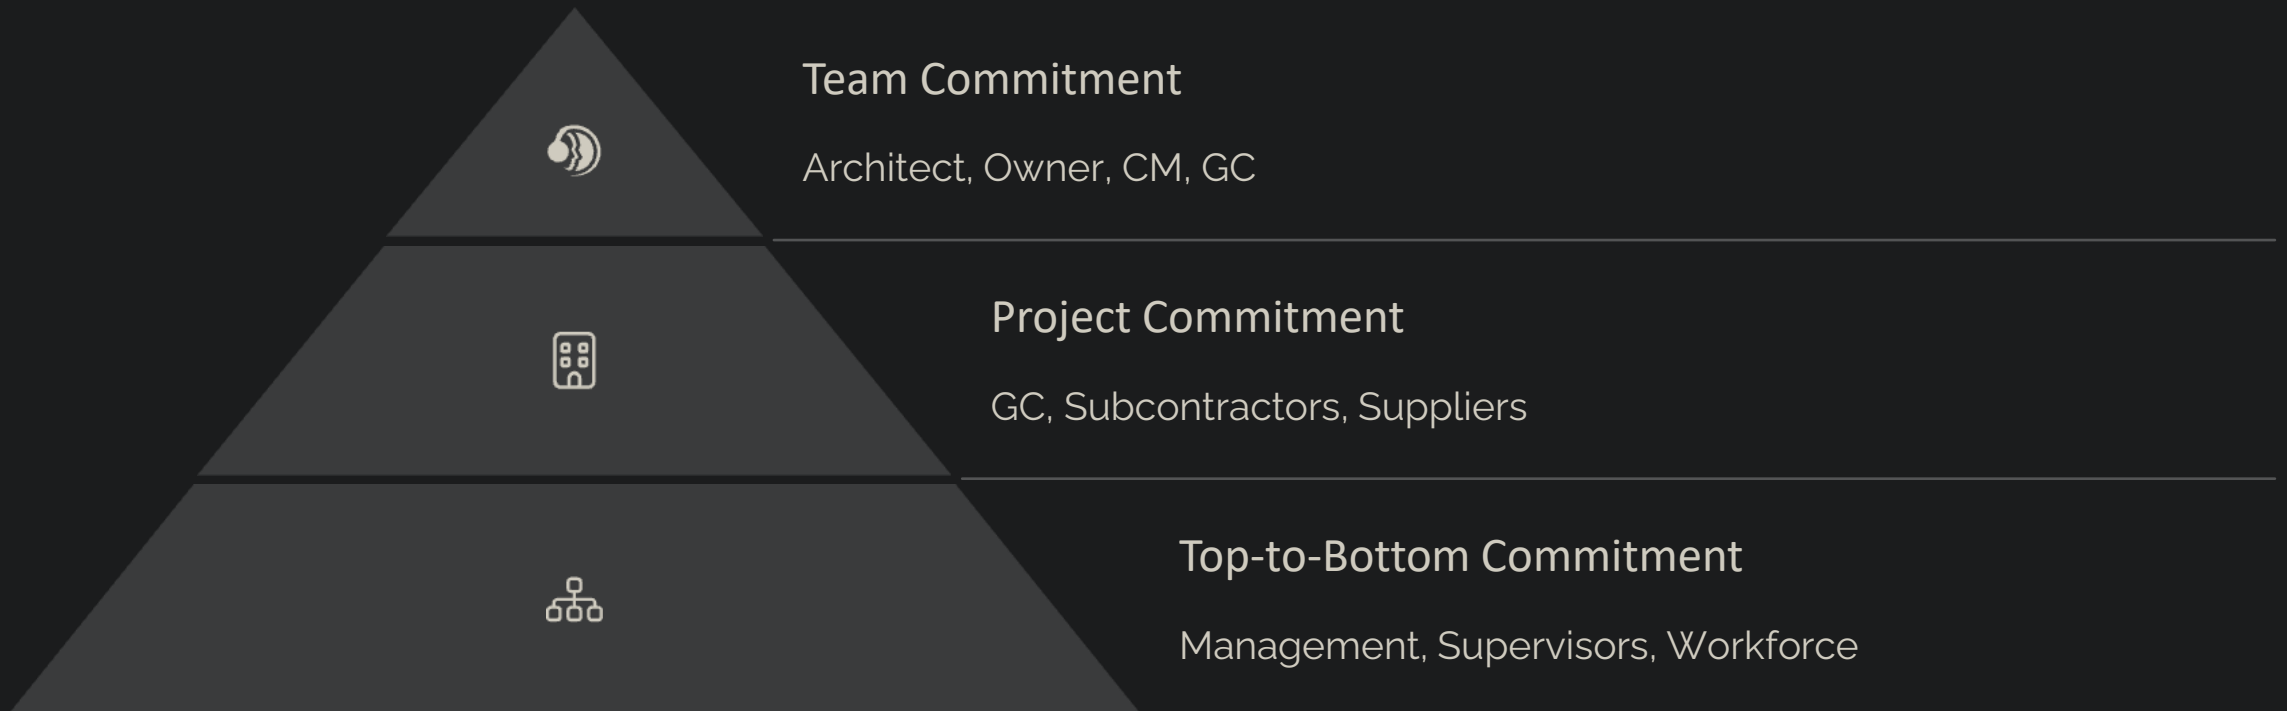 Team Commitment
Architect, Owner, CM, GC
Project Commitment
GC, Subcontractors, Suppliers
Top-to-Bottom Commitment
Management, Supervisors, Workforce